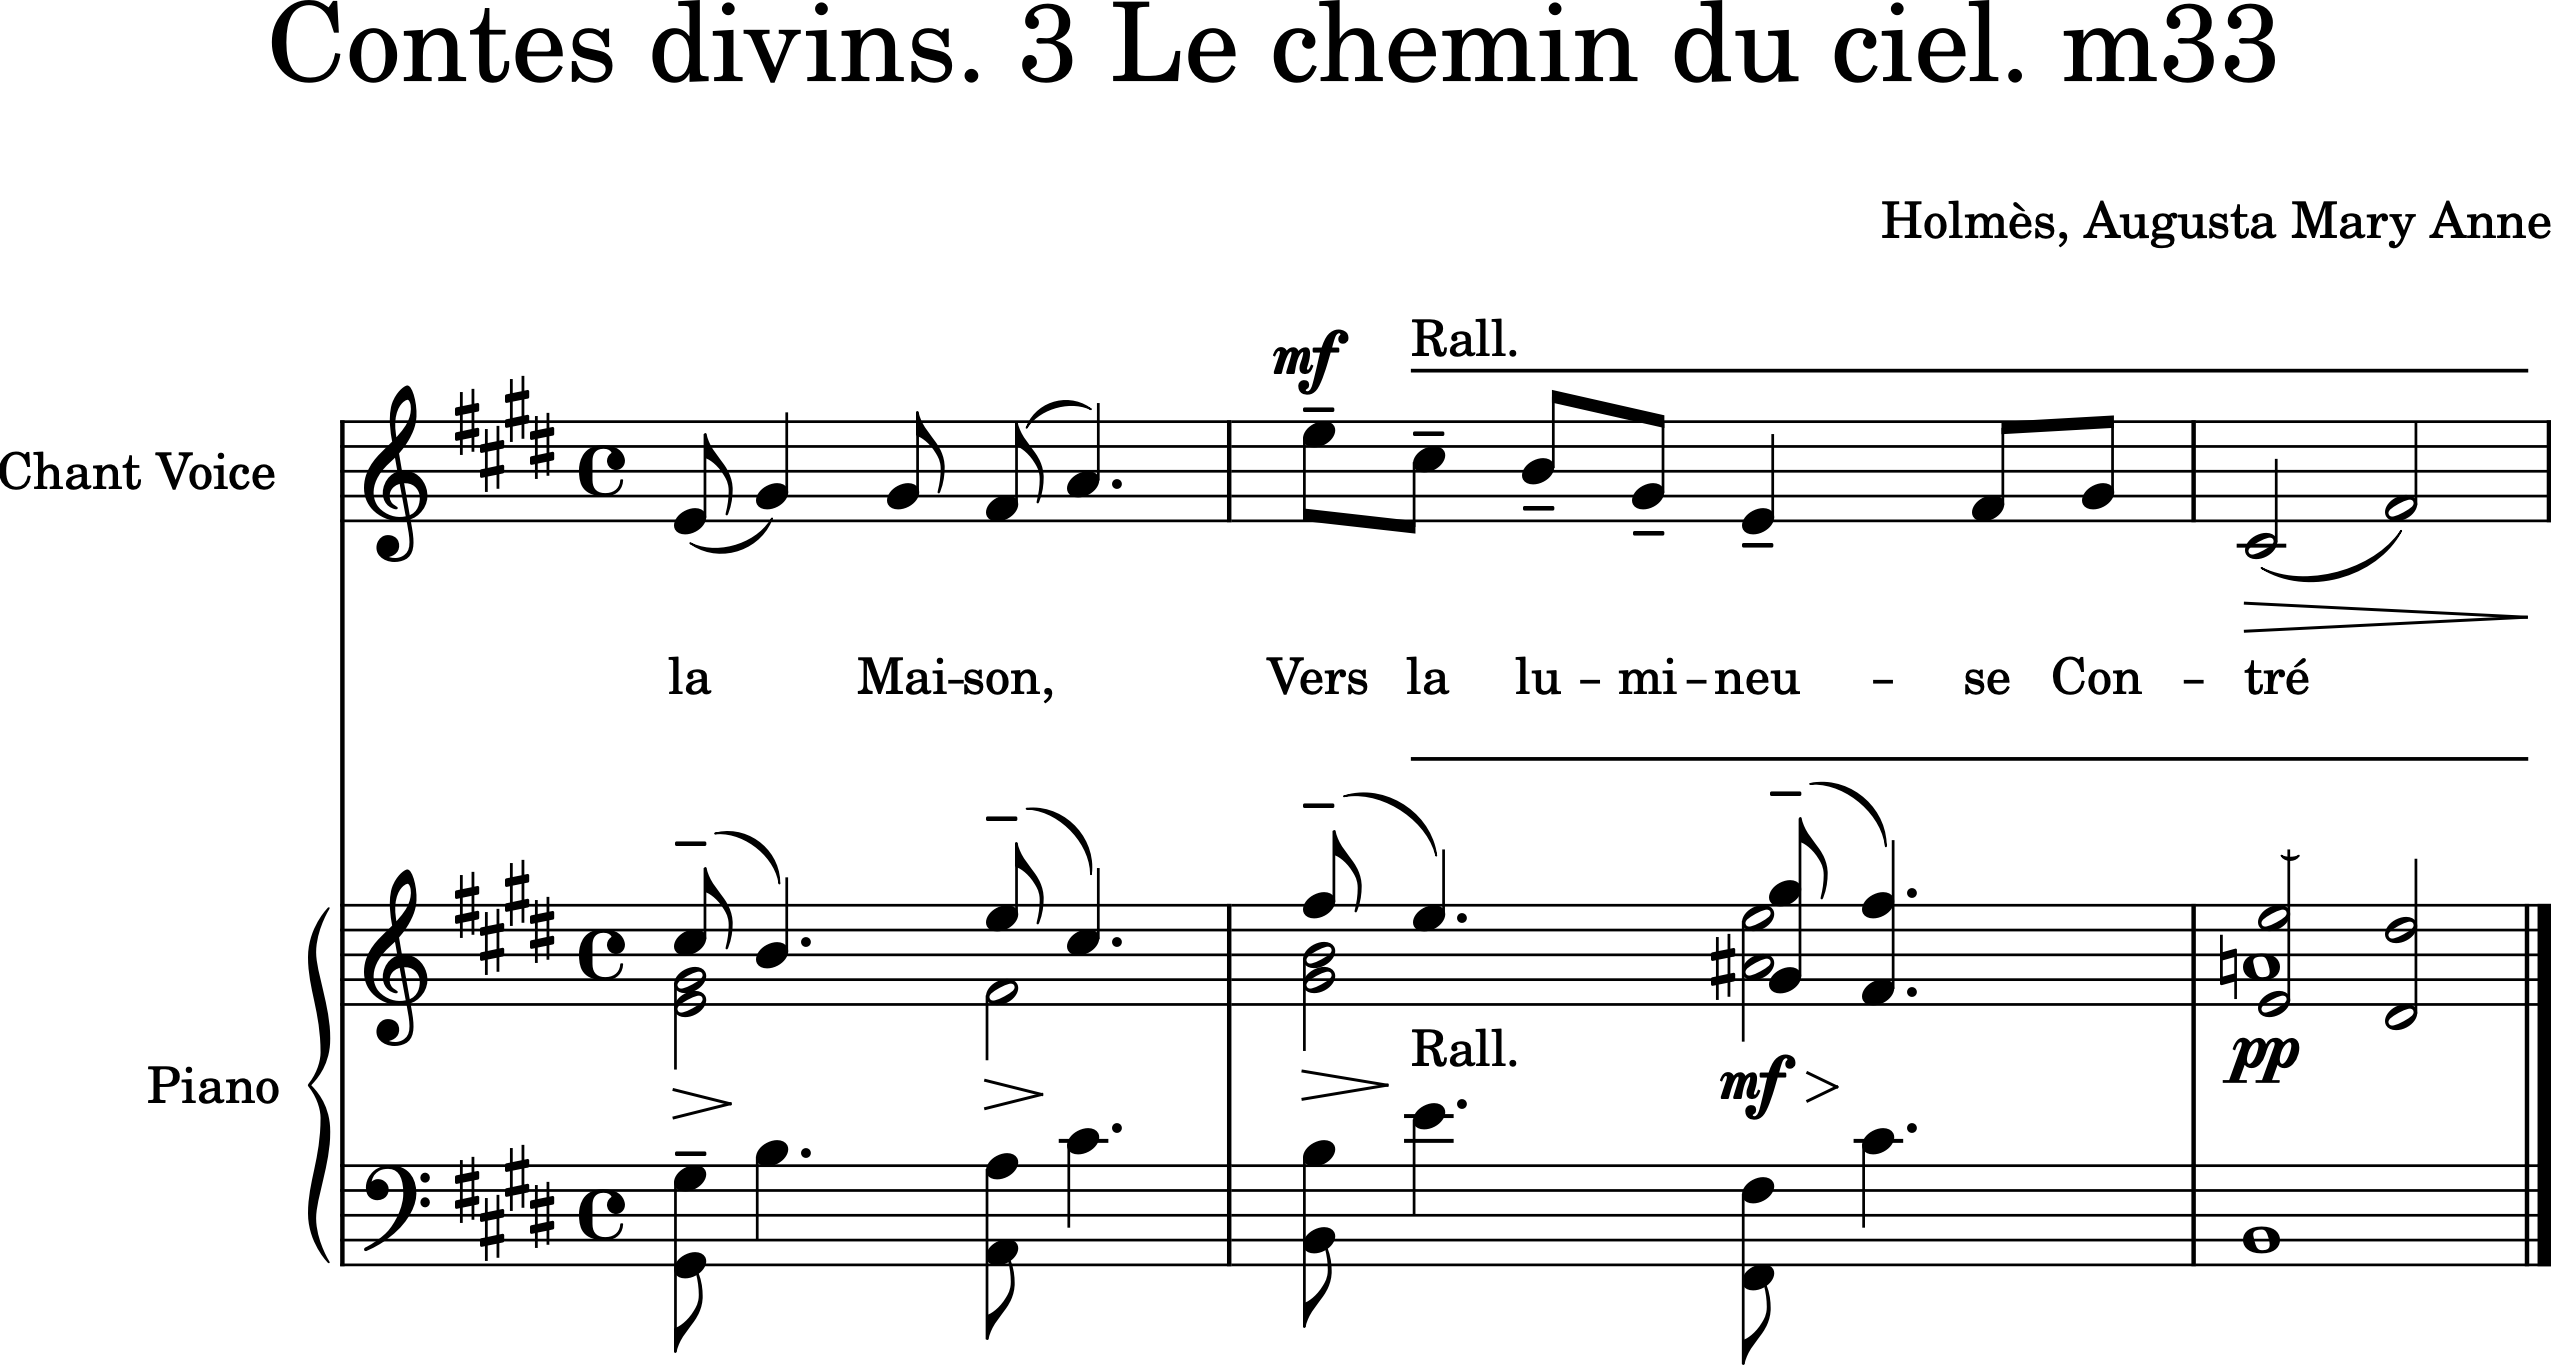 Contes divins. 3 Le chemin du ciel. m33
Holmès, Augusta Mary Anne
mf Rall.
Chant Voice
la Mai-son, Vers la lu - mi - neu - se Con - tré
Rall.
Piano mf pp